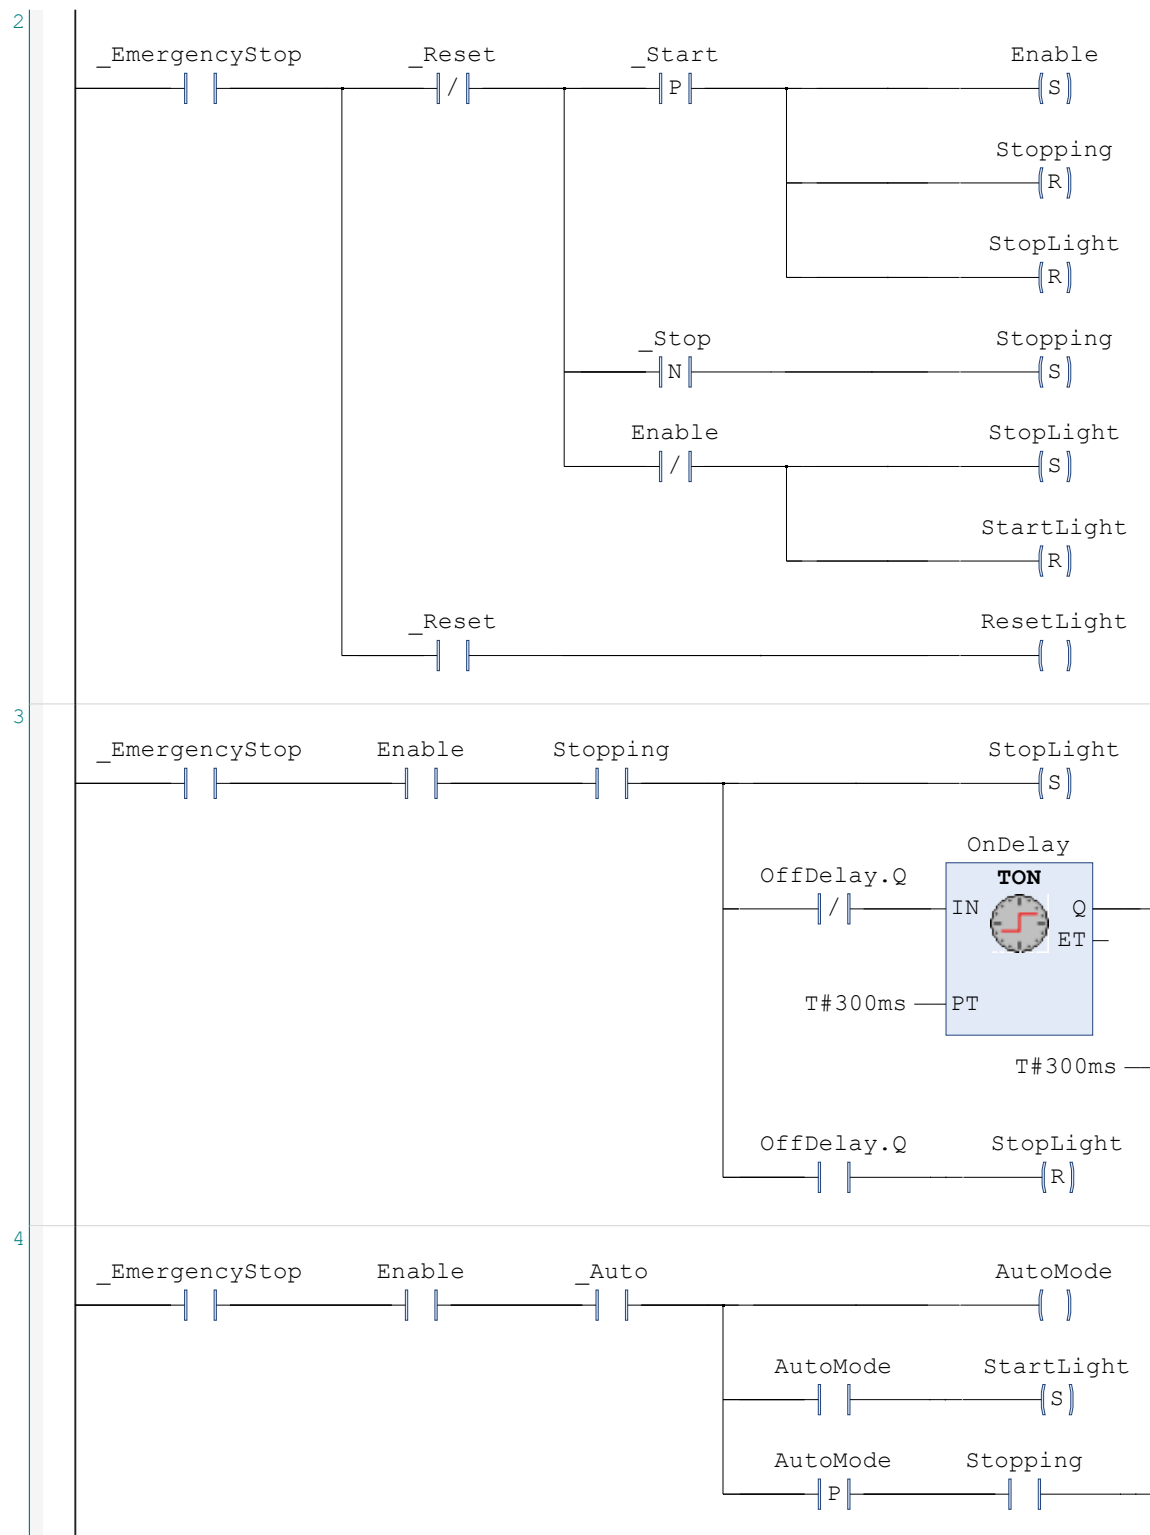 2
_EmergencyStop _Reset _Start Enable
/ P S
Stopping
R
StopLight
R
_Stop Stopping
N S
Enable StopLight
/ S
StartLight
R
_Reset ResetLight
3
_EmergencyStop Enable Stopping StopLight
S
OnDelay
OffDelay.Q TON
/ IN Q
ET
T#300ms PT
T#300ms
OffDelay.Q StopLight
R
4
_EmergencyStop Enable _Auto AutoMode
AutoMode StartLight
S
AutoMode Stopping
P